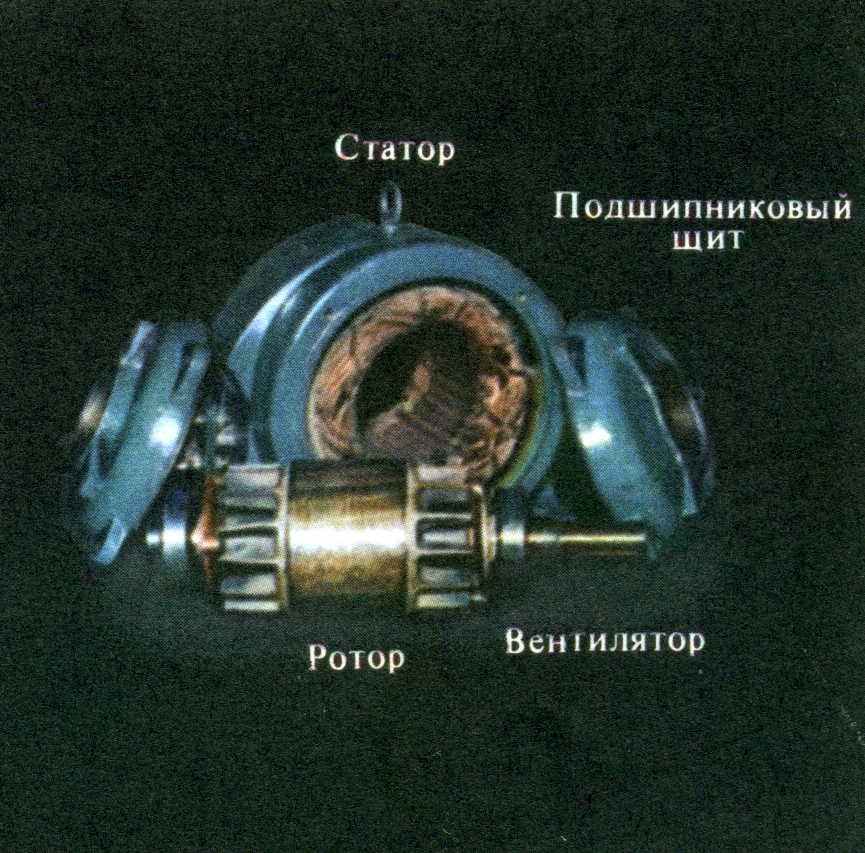 Статор
Подшипниковый
щит
Вентилятор
Ротор